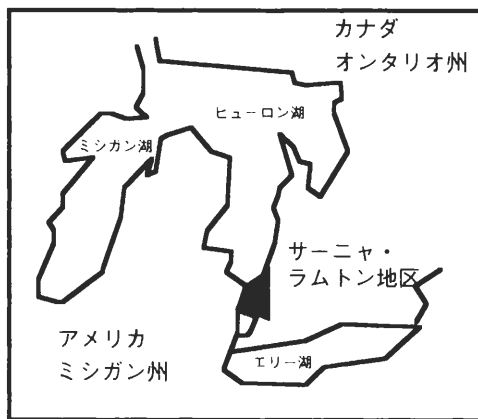 カナダ
オンタリオ州
ヒューロン湖
ミシカン湖
サーニャ・
ラムトン地区
アメリカ
ミシガン州
エリー湖